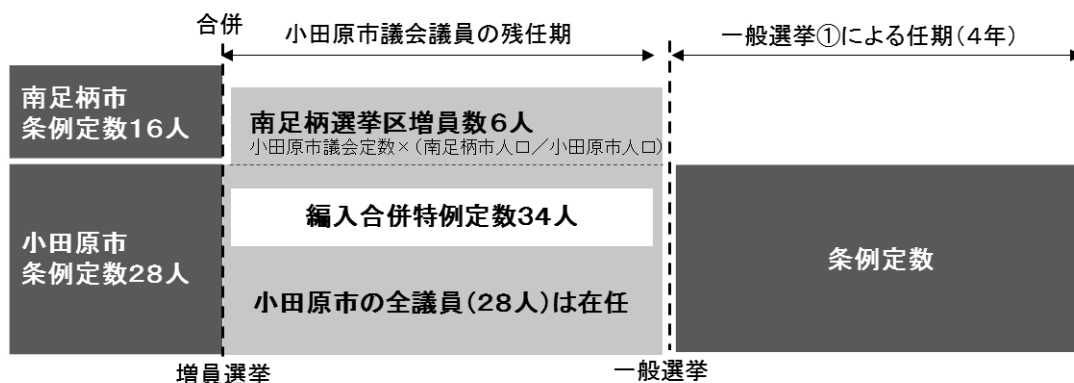 合併
小田原市議会議員の残任期
一般選挙①による任期(4年)
南足柄市
条例定数16人
南足柄選挙区増員数6人
小田原市議会定数×(南足柄市人口/小田原市人口)
小田原市
条例定数28人
編入合併特例定数34人
小田原市の全議員(28人)は在任
条例定数
増員選挙
一般選挙